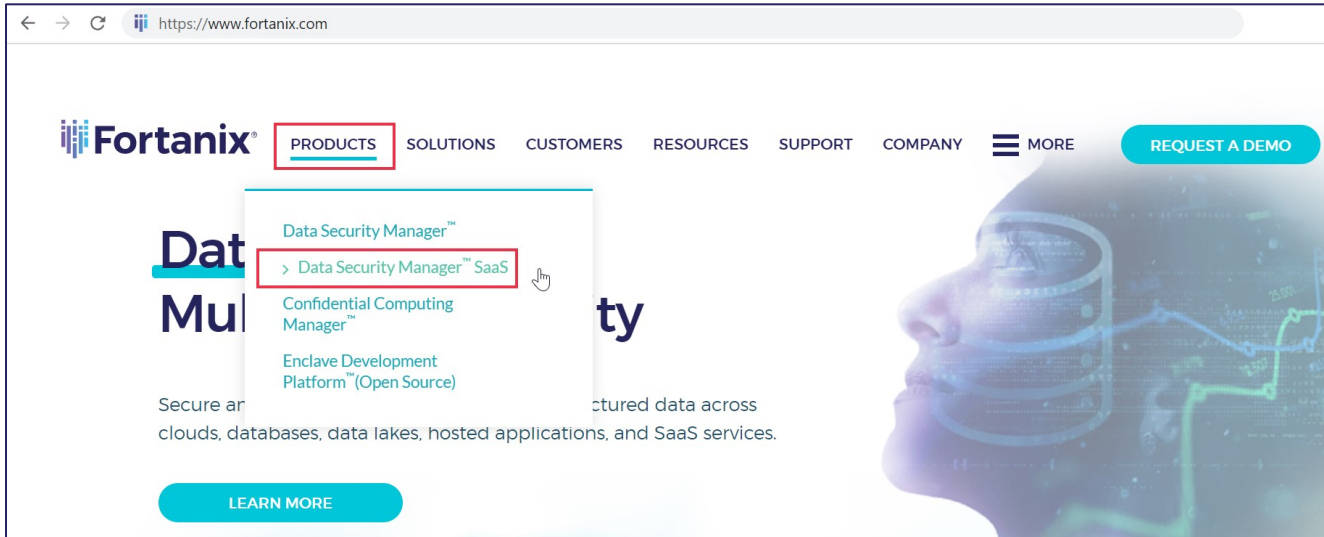 https://www.fortanix.com
Fortanix®
PRODUCTS
SOLUTIONS
CUSTOMERS
RESOURCES
SUPPORT
COMPANY
MORE
REQUEST A DEMO
Data Security Manager™
> Data Security Manager™ SaaS
Confidential Computing
Manager™
Enclave Development
Platform™(Open Source)
Dat
Mul ty
Secure an ctured data across
clouds, databases, data lakes, hosted applications, and SaaS services.
LEARN MORE
25.001